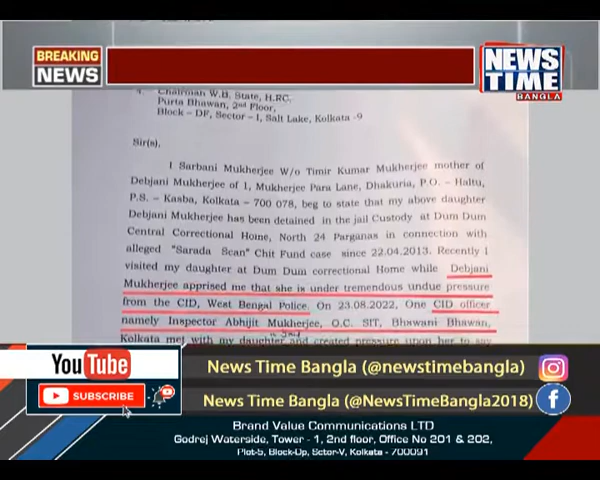 BREAKING
NEWS
NEWS
TIME
BANGLA
4. Chairman W.B. State, H.RC,
Purta Bhawan, 2nd Floor,
Block – DF, Sector – I, Salt Lake, Kolkata -9
Sir(s),
I Sarbani Mukherjee W/o Timir Kumar Mukherjee mother of
Debjani Mukherjee of 1, Mukherjee Para Lane, Dhakuria, P.O. – Haltu,
P.S. – Kasba, Kolkata – 700 078, beg to state that my above daughter
Debjani Mukherjee has been detained in the jail Custody at Dum Dum
Central Correctional Home, North 24 Parganas in connection with
alleged "Sarada Scan" Chit Fund case since 22.04.2013. Recently I
visited my daughter at Dum Dum correctional Home while Debjani
Mukherjee apprised me that she is under tremendous undue pressure
from the CID, West Bengal Police. On 23.08.2022, One CID officer
namely Inspector Abhijit Mukherjee, O.C. SIT, Bhawani Bhawan,
Kolkata met with my daughter and created pressure upon her to say
YouTube
SUBSCRIBE
News Time Bangla (@newstimebangla)
News Time Bangla (@NewsTimeBangla2018)
Brand Value Communications LTD
Godrej Waterside, Tower - 1, 2nd floor, Office No 201 & 202,
Plot-5, Block-Dp, Sctor-V, Kolkata - 700091